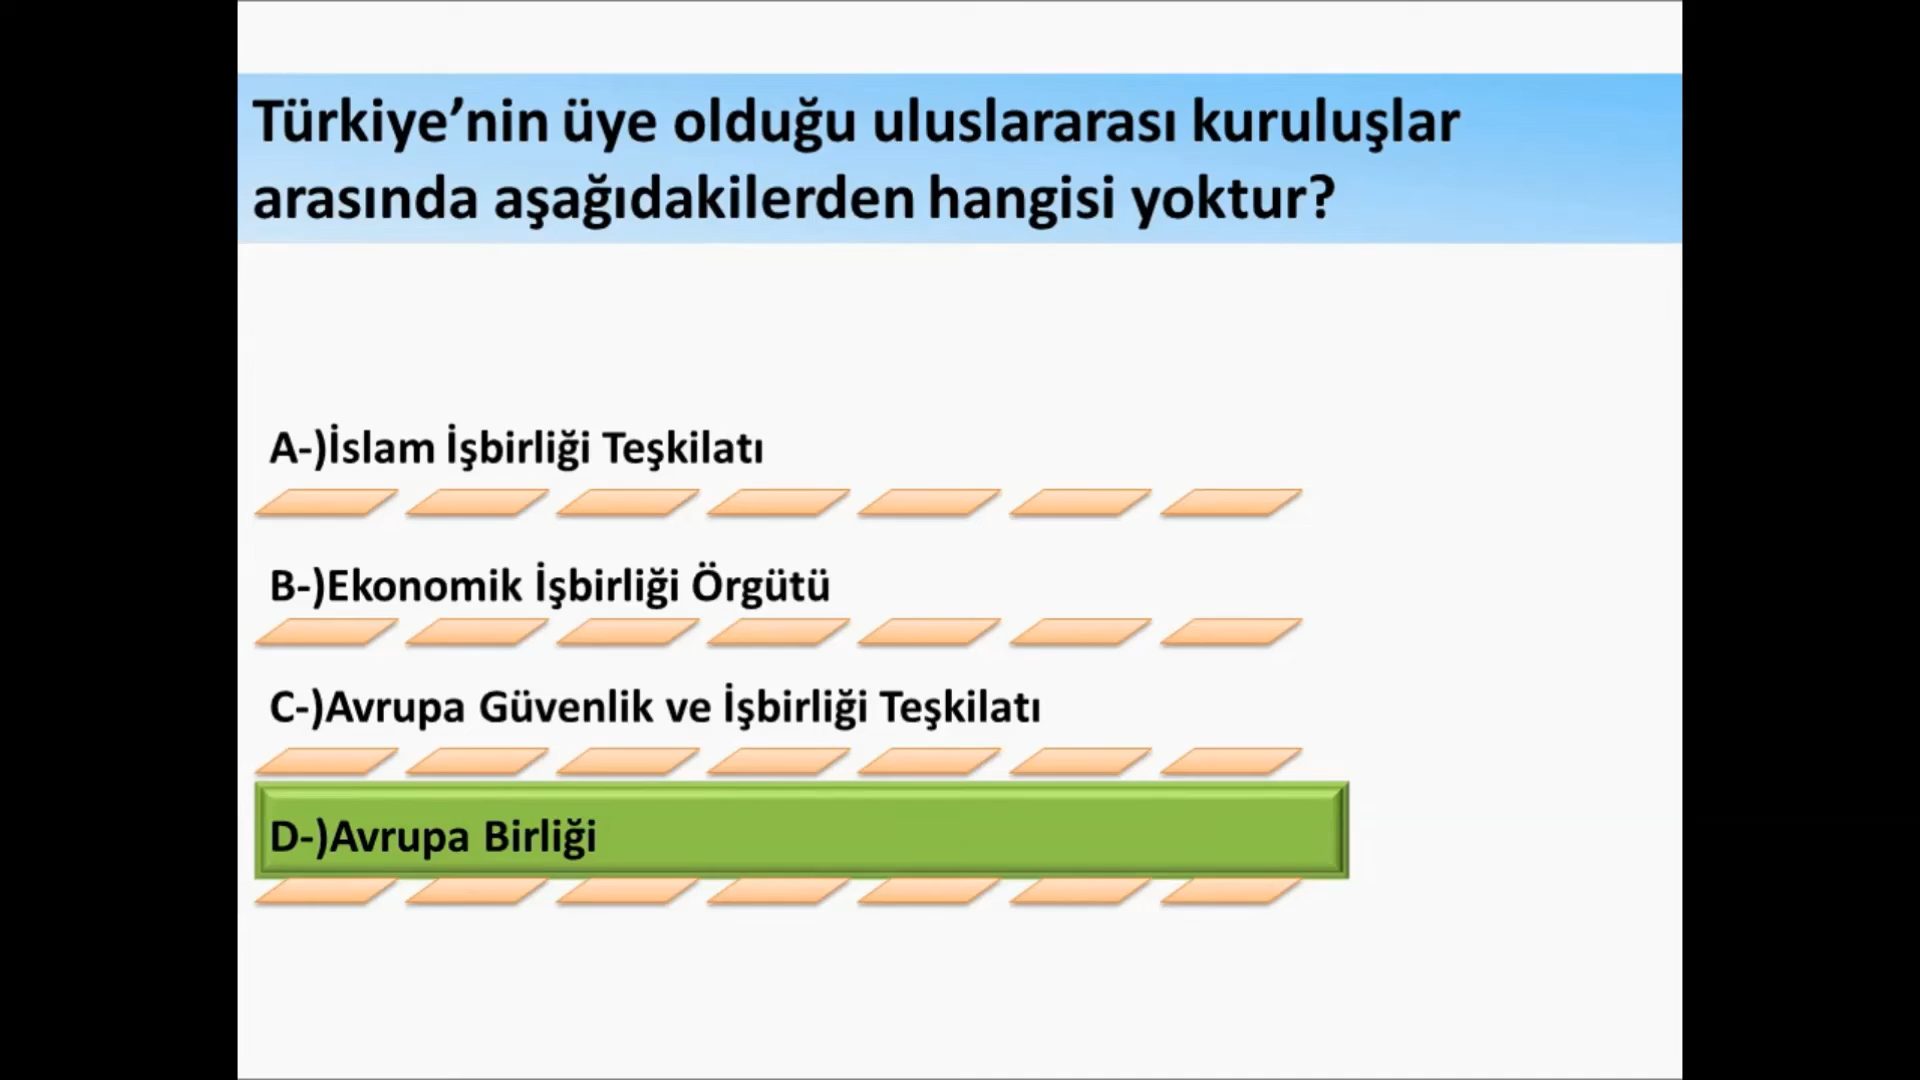 Türkiye’nin üye olduğu uluslararası kuruluşlar
arasında aşağıdakilerden hangisi yoktur?
A-)İslam İşbirliği Teşkilatı
B-)Ekonomik İşbirliği Örgütü
C-)Avrupa Güvenlik ve İşbirliği Teşkilatı
D-)Avrupa Birliği